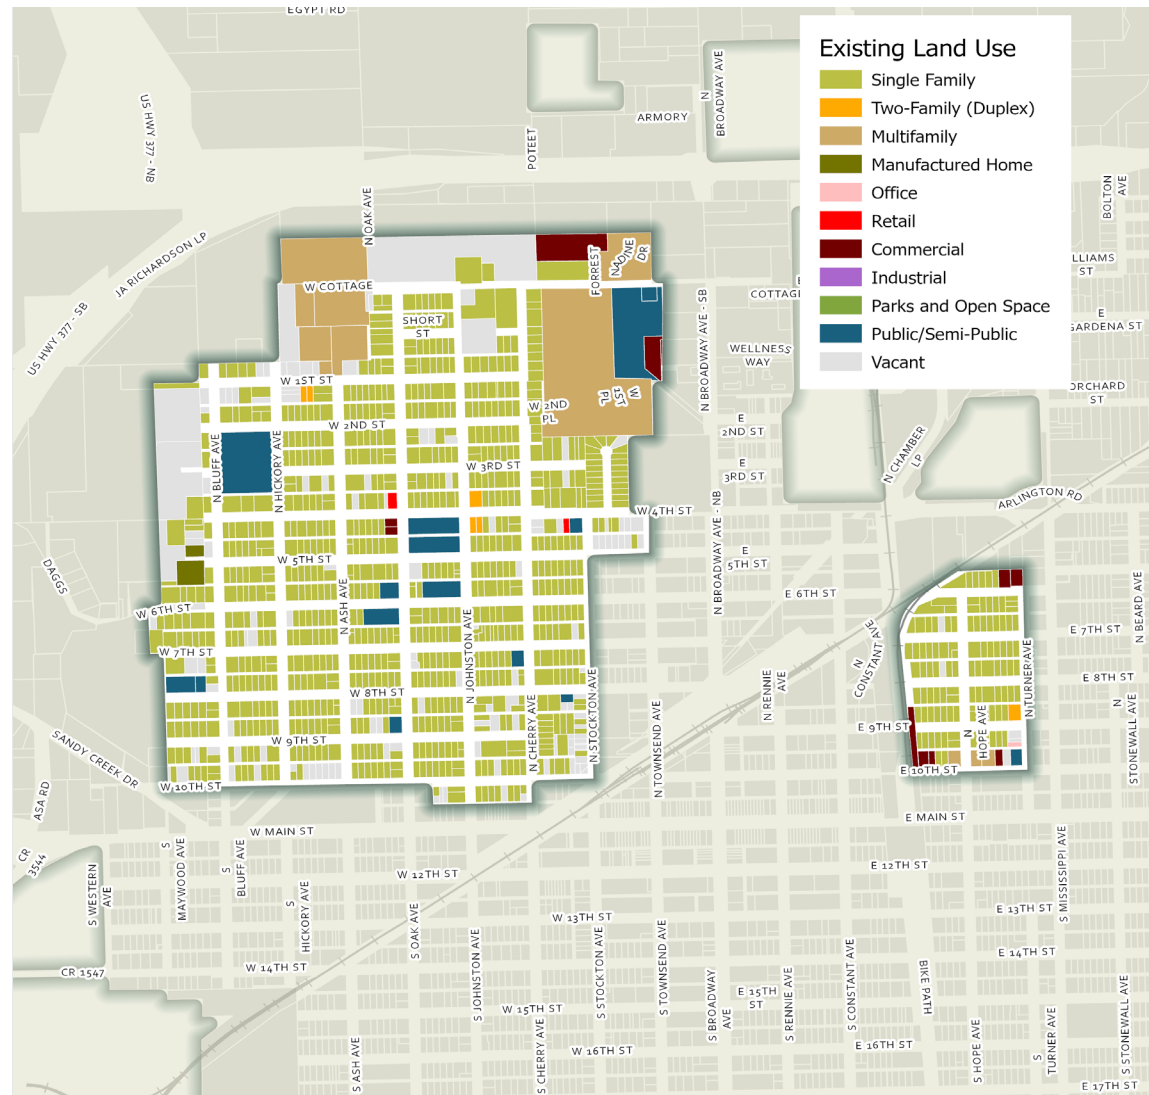 EGYPT RD
US HWY 377 - NB
POTEET
ARMORY
N
BROADWAY AVE
Existing Land Use
Single Family
Two-Family (Duplex)
Multifamily
Manufactured Home
Office
Retail
Commercial
Industrial
Parks and Open Space
Public/Semi-Public
Vacant
BOLTON
AVE
N OAK AVE
JA RICHARDSON LP
US HWY 377 - SB
W COTTAGE
FORREST
NADINE
DR
E
COTTAGE
LLIAMS
ST
E
GARDENA ST
SHORT
ST
N BROADWAY AVE - SB
WELLNESS
WAY
W 1ST ST
W
1ST
PL
ORCHARD
ST
W 2ND
PL
W 2ND ST
E
2ND ST
N BLUFF AVE
N HICKORY AVE
W 3RD ST
E
3RD ST
N CHAMBER
LP
ARLINGTON RD
W 4TH ST
N BROADWAY AVE - NB
W 5TH ST
E
5TH ST
DAGGS
N ASH AVE
W 6TH ST
E 6TH ST
N BEARD AVE
N JOHNSTON AVE
N
CONSTANT AVE
E 7TH ST
W 7TH ST
N TURNER AVE
W 8TH ST
E 8TH ST
N STOCKTON AVE
N CHERRY AVE
N TOWNSEND AVE
N RENNIE
AVE
N
HOPE AVE
N
STONEWALL AVE
E 9TH ST
W 9TH ST
SANDY CREEK DR
E 10TH ST
W 10TH ST
ASA RD
E MAIN ST
W MAIN ST
CR
3544
S WESTERN
AVE
S
MAYWOOD AVE
S
BLUFF AVE
S
HICKORY AVE
W 12TH ST
E 12TH ST
S MISSISSIPPI AVE
S OAK AVE
W 13TH ST
E 13TH ST
S JOHNSTON AVE
S STOCKTON AVE
S TOWNSEND AVE
S CONSTANT AVE
E 14TH ST
CR 1547
W 14TH ST
S BROADWAY
AVE
E 15TH
ST
S RENNIE AVE
BIKE PATH
S STONEWALL AVE
W 15TH ST
S ASH AVE
S CHERRY AVE
W 16TH ST
E 16TH ST
S HOPE AVE
S
TURNER AVE
E 17TH ST